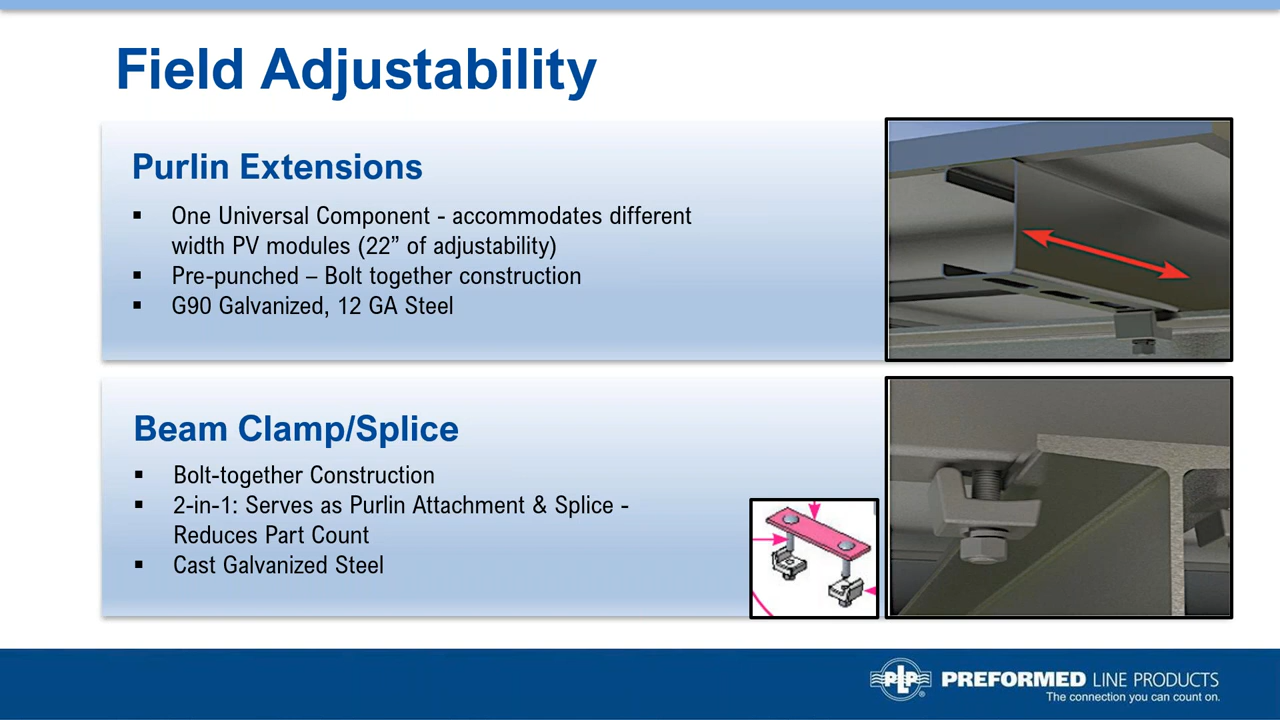 Field Adjustability
Purlin Extensions
▪ One Universal Component - accommodates different
width PV modules (22” of adjustability)
▪ Pre-punched – Bolt together construction
▪ G90 Galvanized, 12 GA Steel
Beam Clamp/Splice
▪ Bolt-together Construction
▪ 2-in-1: Serves as Purlin Attachment & Splice -
Reduces Part Count
▪ Cast Galvanized Steel
PLP ® PREFORMED LINE PRODUCTS
The connection you can count on.